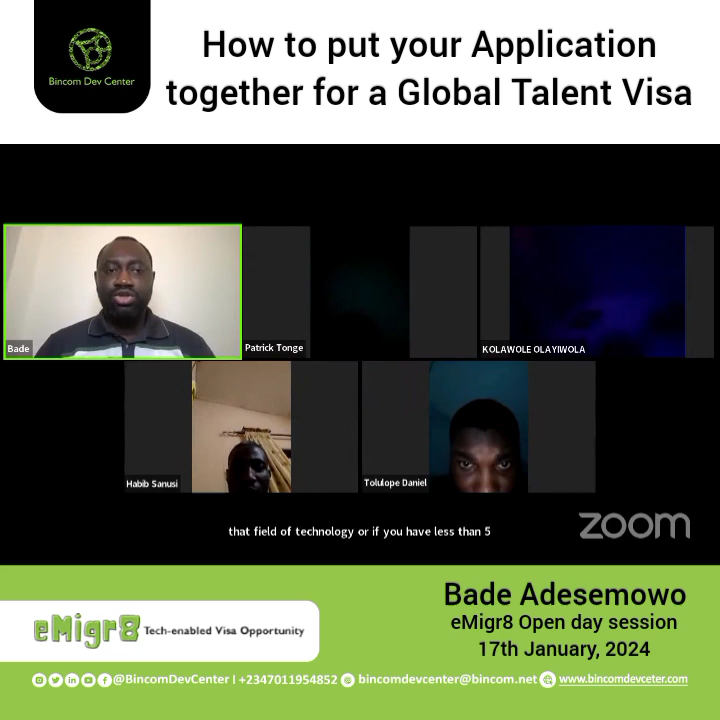 Bincom Dev Center
How to put your Application
together for a Global Talent Visa
Bade
Patrick Tonge
KOLAWOLE OLAYIWOLA
Habib Sanusi
Tolulope Daniel
that field of technology or if you have less than 5
zoom
Bade Adesemowo
eMigr8 Open day session
17th January, 2024
eMigr8 Tech-enabled Visa Opportunity
@BincomDevCenter | +2347011954852 bincomdevcenter@bincom.net www.bincomdevceter.com